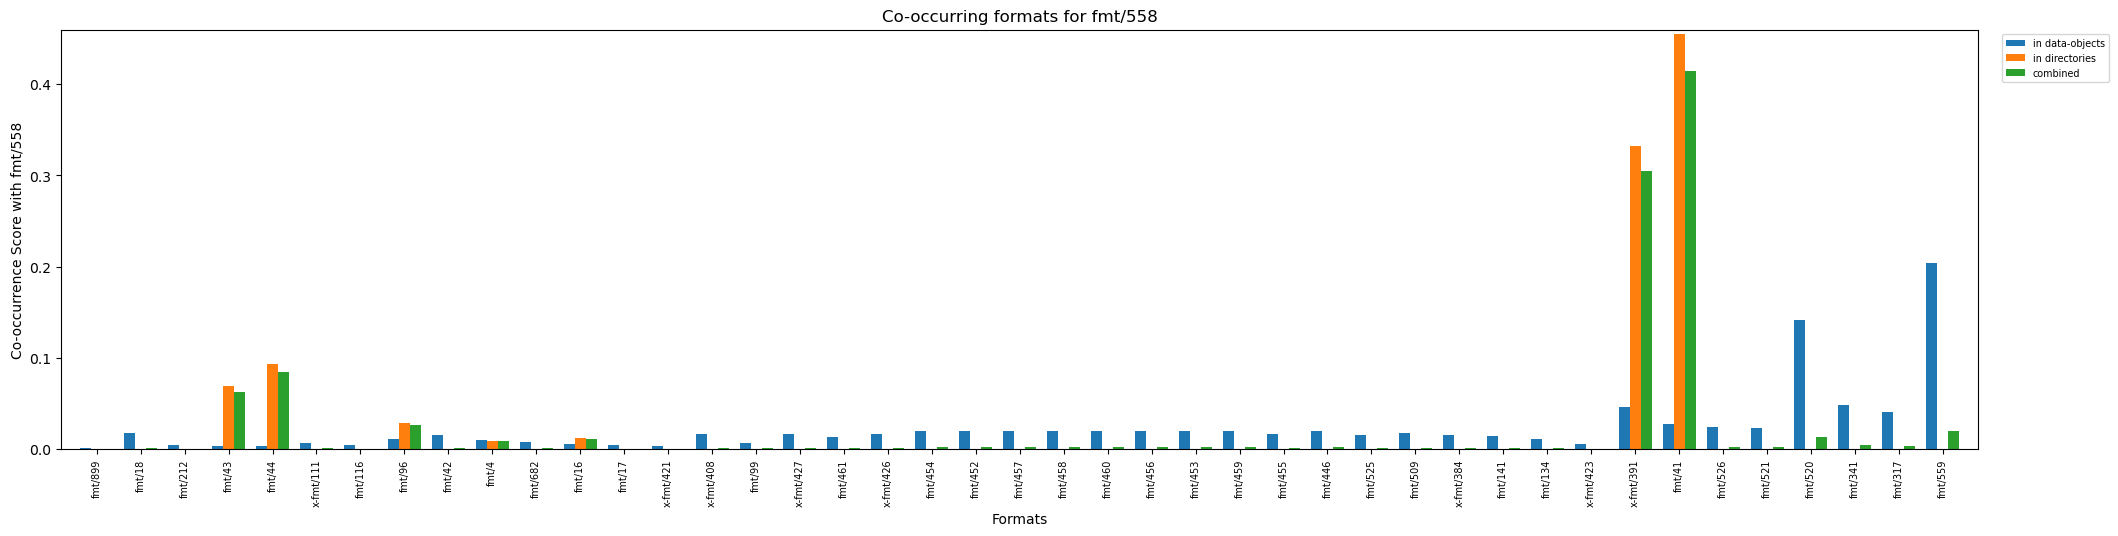 Co-occurring formats for fmt/558
in data-objects
in directories
combined
Co-occurrence Score with fmt/558
0.4
0.3
0.2
0.1
0.0
fmt/899
fmt/18
fmt/212
fmt/43
fmt/44
x-fmt/111
fmt/116
fmt/96
fmt/42
fmt/4
fmt/682
fmt/16
fmt/17
x-fmt/421
x-fmt/408
fmt/99
x-fmt/427
fmt/461
x-fmt/426
fmt/454
fmt/452
fmt/457
fmt/458
fmt/460
fmt/456
fmt/453
fmt/459
fmt/455
fmt/446
fmt/525
fmt/509
x-fmt/384
fmt/141
fmt/134
x-fmt/423
x-fmt/391
fmt/41
fmt/526
fmt/521
fmt/520
fmt/341
fmt/317
fmt/559
Formats